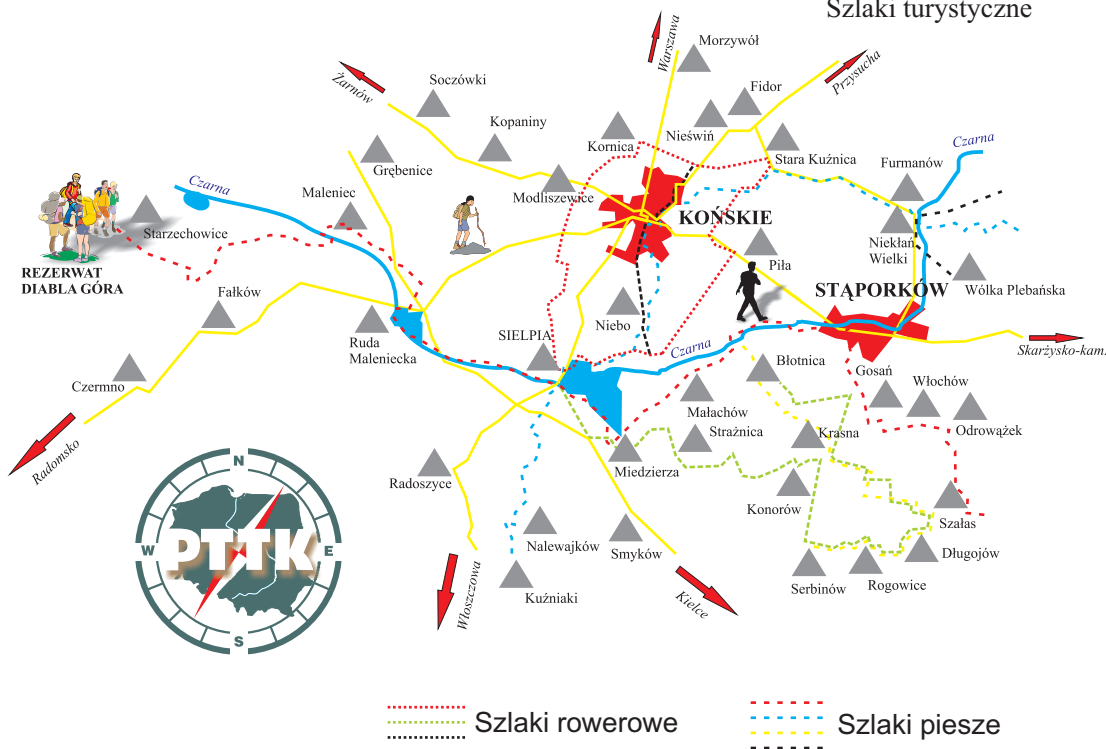 Szlaki turystyczne
Morzywół
Warszawa
Przysucha
Fidor
Soczówki
Żarnów
Kopaniny
Kornica
Nieświń
Czarna
Stara Kuźnica
Furmanów
Grębenice
Maleniec
Modliszewice
Czarna
Starzechowice
KOŃSKIE
Niekłań
Wielki
Piła
REZERWAT
DIABLA GÓRA
Wólka Plebańska
STĄPORKÓW
Fałków
Niebo
Ruda
Maleniecka
SIELPIA
Czarna
Skarżysko-kam.
Błotnica
Gosań
Włochów
Czermno
Małachów
Odrowążek
Strażnica
Krasna
Radomsko
Miedzierza
Radoszyce
Konorów
Szałas
Nalewajków
Smyków
Długojów
Serbinów
Rogowice
Kuźniaki
Włoszczowa
Kielce
N
W
PTTK
E
S
Szlaki rowerowe
Szlaki piesze